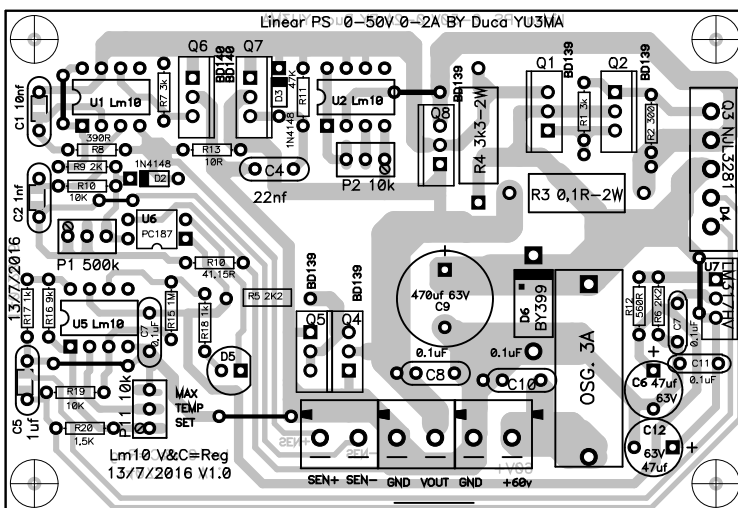 Linear PS 0-50V 0-2A BY Duca YU3MA
Q6
Q7
BD140
BD140
BD139
Q1
BD139
Q2
BD139
C1 10nf
U1 Lm10
R7 3k
D3
47K
R11
U2 Lm10
Q8
R4 3k3-2W
R1 3k
R2 300
Q3 NJL3281
D4
390R
R8
R9 2K
R10
10K
1N4148
D2
R13
10R
1N4148
C4
22nf
P2 10k
R3 0,1R-2W
C2 1nf
U6
PC187
P1 500k
R10
41,15R
13/7/2016
R17 1k
R16 9k
U5 Lm10
C7
0,1uF
R15 1M
R18 1k
R5 2K2
BD139
BD139
Q5
Q4
D5
470uf 63V
C9
D6
BY399
OSG. 3A
R12
560R
R6 2K2
U7
LM317HV
C7
0.1uF
C11
0.1uF
0.1uF
C8
0.1uF
C10
C6 47uf
63V
C12
63V
47uf
C5
1uf
R19
10K
R20
1,5K
P11 10k
MAX
TEMP
SET
Lm10 V&C=Reg
13/7/2016 V1.0
SEN+ SEN- GND VOUT GND +60v